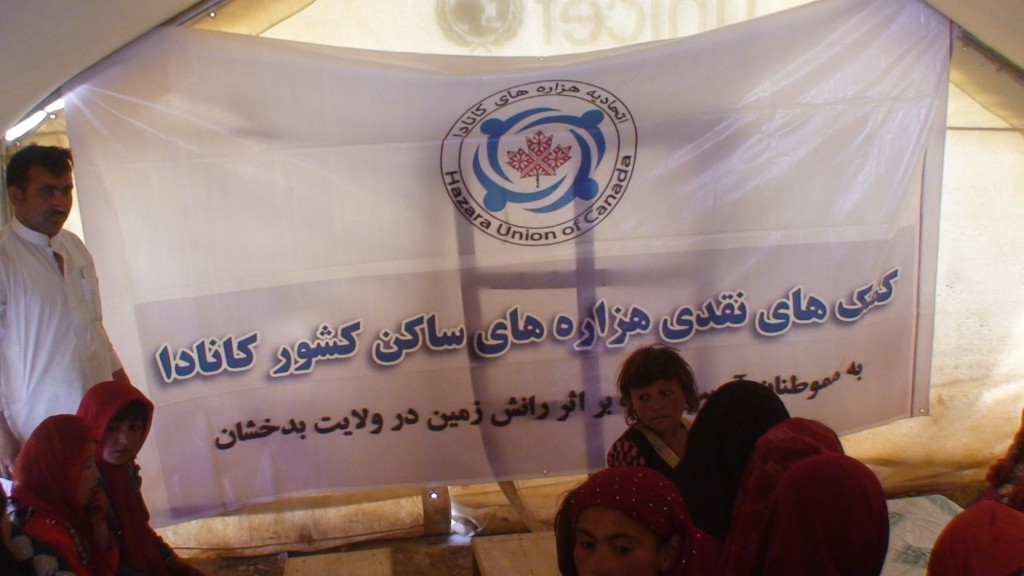 unicef
اتحادیه هزاره های کانادا
Hazara Union of Canada
کمک های نقدی هزاره های ساکن کشور کانادا
به هموطنان بر اثر رانش زمین در ولایت بدخشان